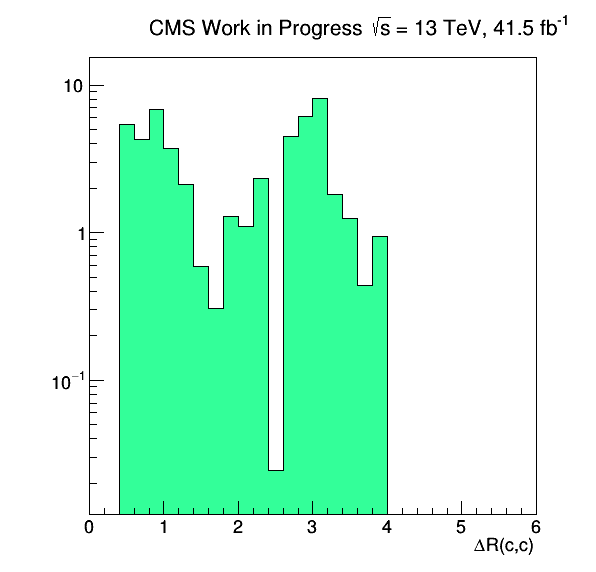 CMS Work in Progress √s = 13 TeV, 41.5 fb⁻¹
10
1
10⁻¹
0 1 2 3 4 5 6
ΔR(c,c)